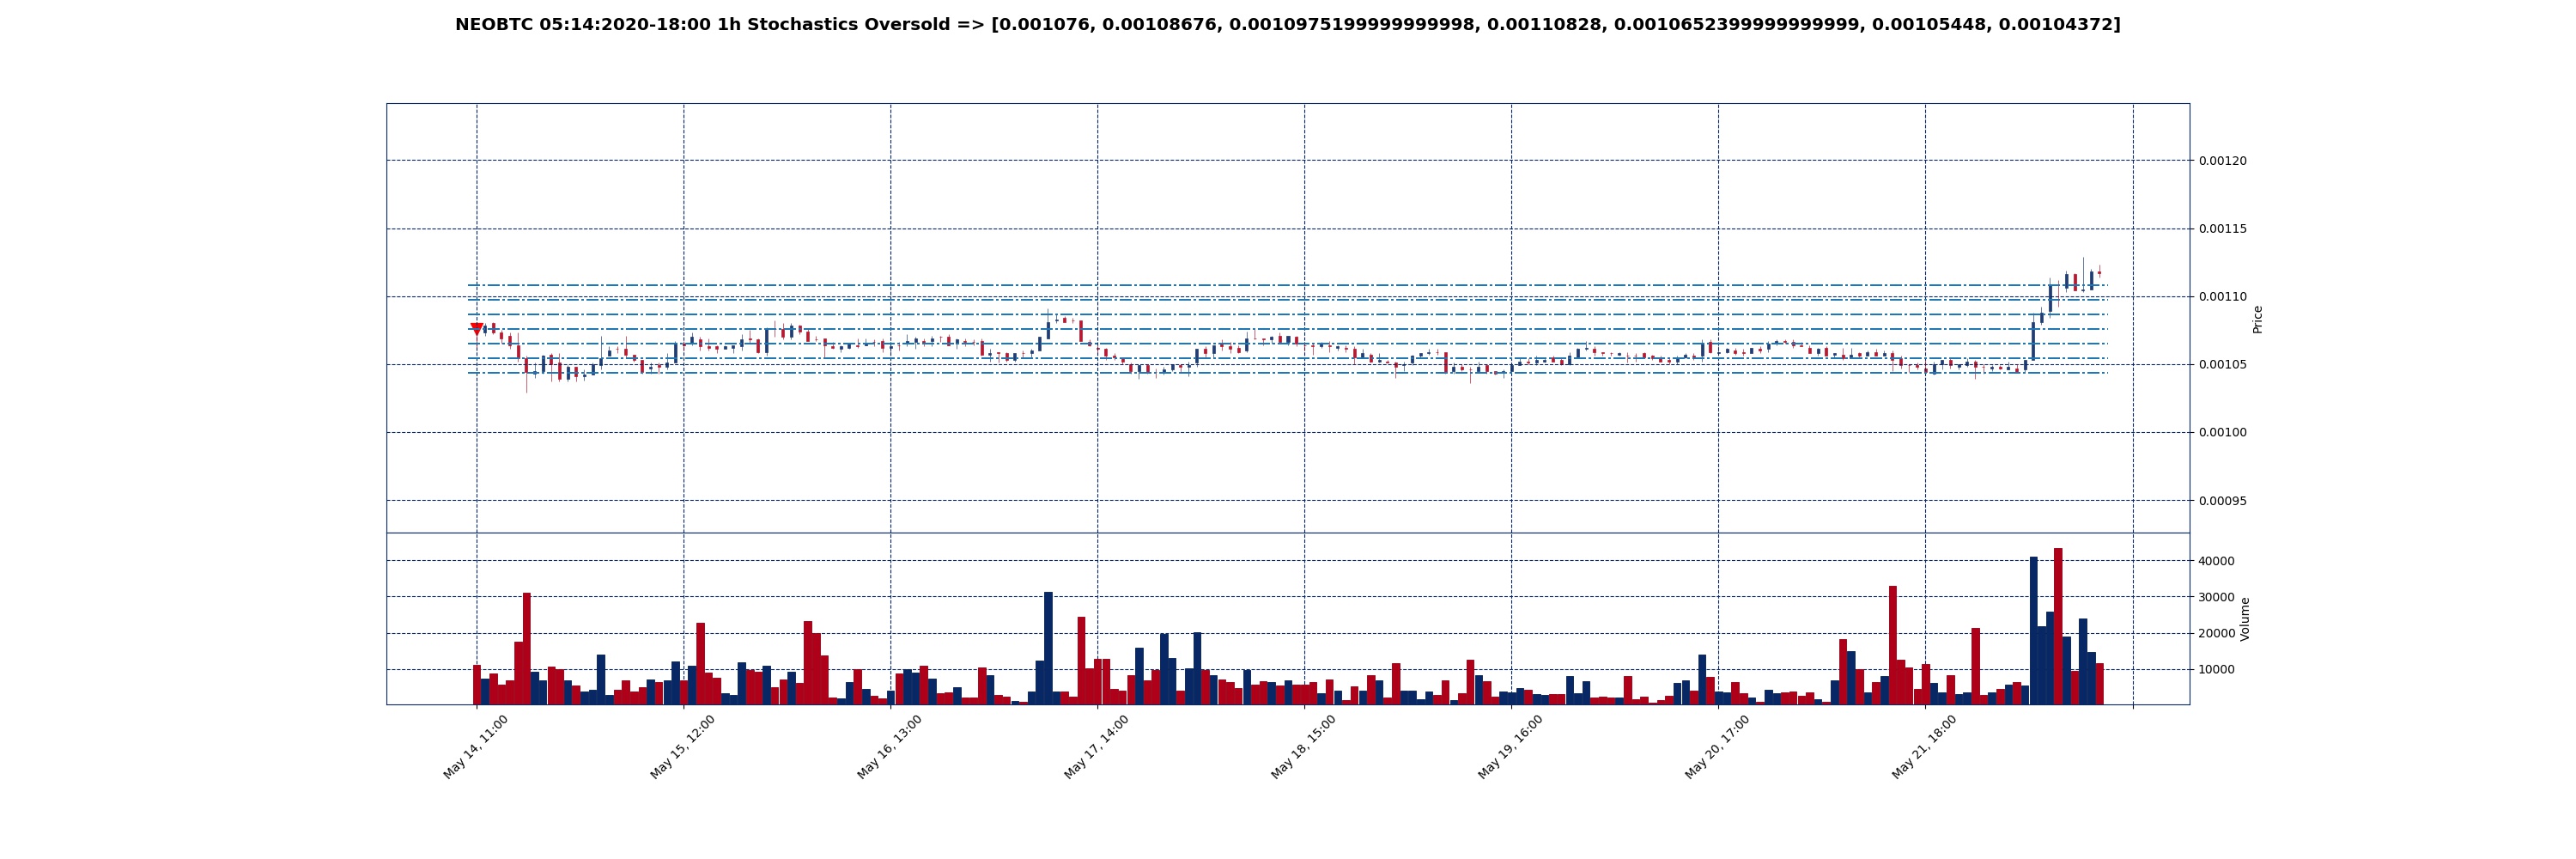 NEOBTC 05:14:2020-18:00 1h Stochastics Oversold => [0.001076, 0.00108676, 0.0010975199999999998, 0.00110828, 0.0010652399999999999, 0.00105448, 0.00104372]
0.00120
0.00115
0.00110
0.00105
0.00100
0.00095
Price
40000
30000
20000
10000
Volume
May 14, 11:00
May 15, 12:00
May 16, 13:00
May 17, 14:00
May 18, 15:00
May 19, 16:00
May 20, 17:00
May 21, 18:00